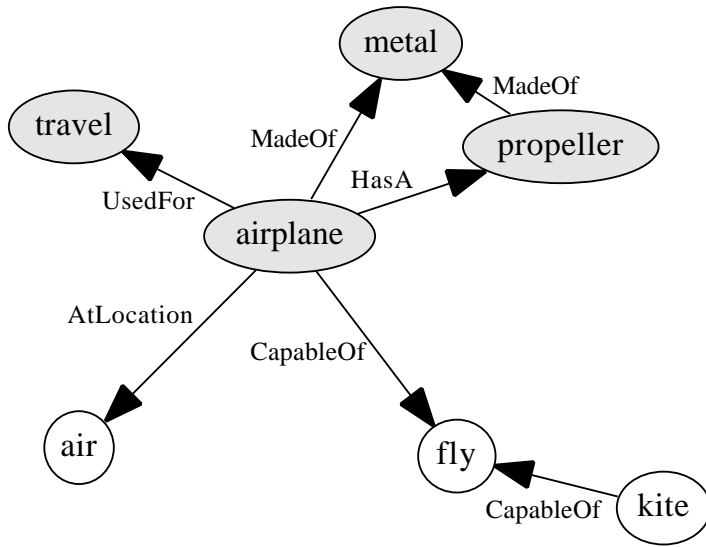 metal
MadeOf
travel
MadeOf
propeller
HasA
UsedFor
airplane
AtLocation
CapableOf
air
fly
kite
CapableOf